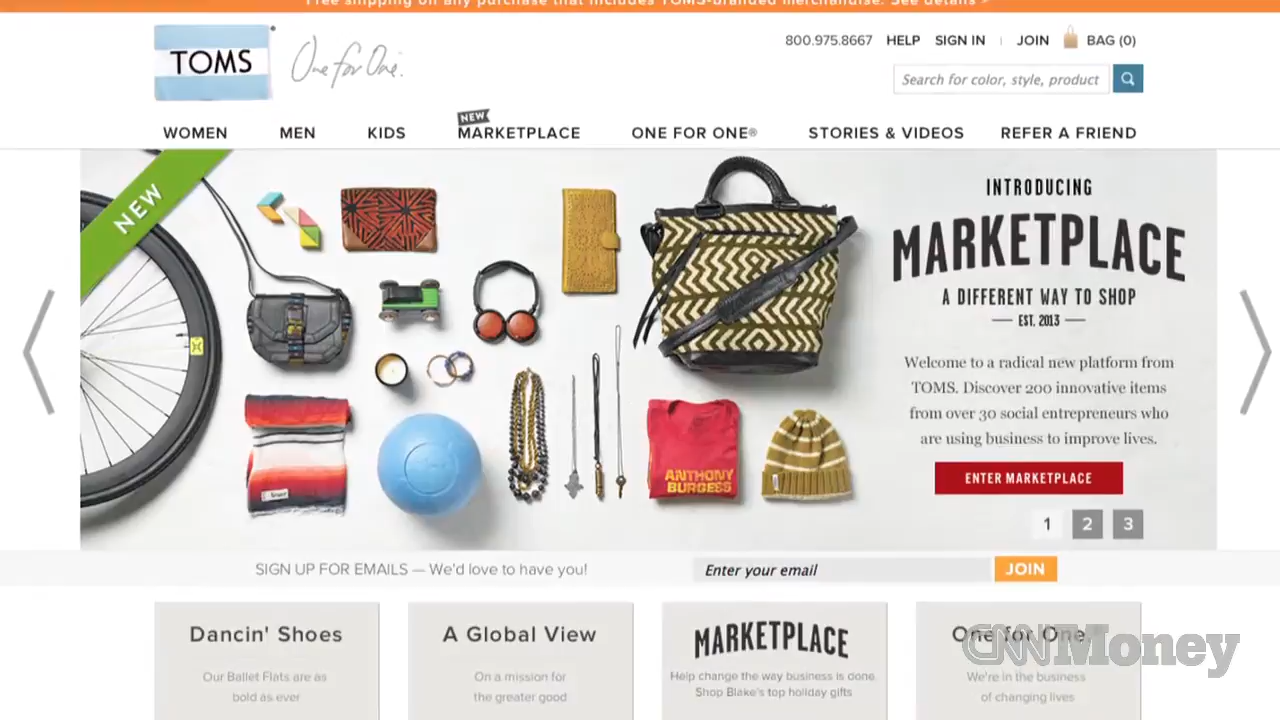 Free shipping on any purchase that includes TOMS-branded merchandise. See details >
TOMS
One for One.
800.975.8667 HELP SIGN IN | JOIN BAG (0)
Search for color, style, product
NEW
WOMEN MEN KIDS MARKETPLACE ONE FOR ONE® STORIES & VIDEOS REFER A FRIEND
NEW
INTRODUCING
MARKETPLACE
A DIFFERENT WAY TO SHOP
EST. 2013
Welcome to a radical new platform from
TOMS. Discover 200 innovative items
from over 30 social entrepreneurs who
are using business to improve lives.
ENTER MARKETPLACE
ANTHONY
BURGESS
1 2 3
SIGN UP FOR EMAILS — We'd love to have you! Enter your email JOIN
Dancin' Shoes
Our Ballet Flats are as
bold as ever
A Global View
On a mission for
the greater good
MARKETPLACE
Help change the way business is done.
Shop Blake's top holiday gifts
One for One.®
We're in the business
of changing lives
CNNMoney